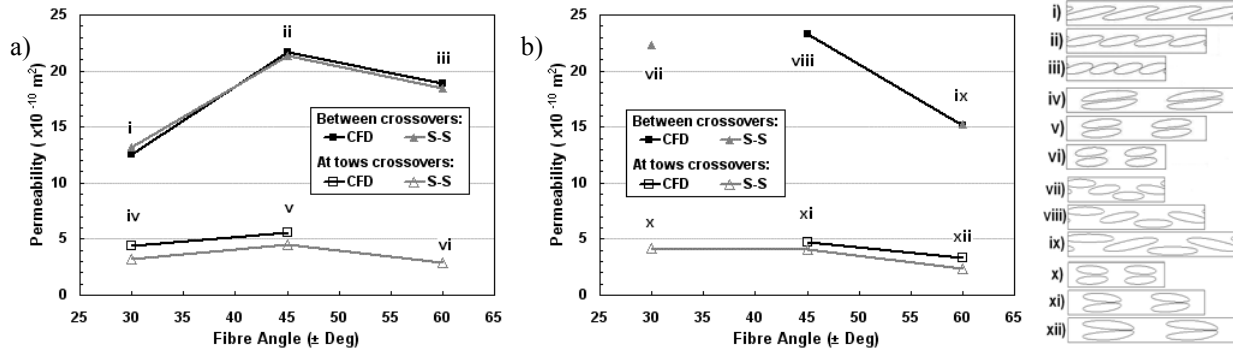 a)
Permeability ( x10 -10 m2)
25
20
15
10
5
0
25 30 35 40 45 50 55 60 65
Fibre Angle (± Deg)
i
ii
iii
iv
v
vi
Between crossovers:
CFD S-S
At tows crossovers:
CFD S-S
b)
Permeability ( x10 -10 m2)
25
20
15
10
5
0
25 30 35 40 45 50 55 60 65
Fibre Angle (± Deg)
vii
viii
ix
x
xi
xii
Between crossovers:
CFD S-S
At tows crossovers:
CFD S-S
i)
ii)
iii)
iv)
v)
vi)
vii)
viii)
ix)
x)
xi)
xii)